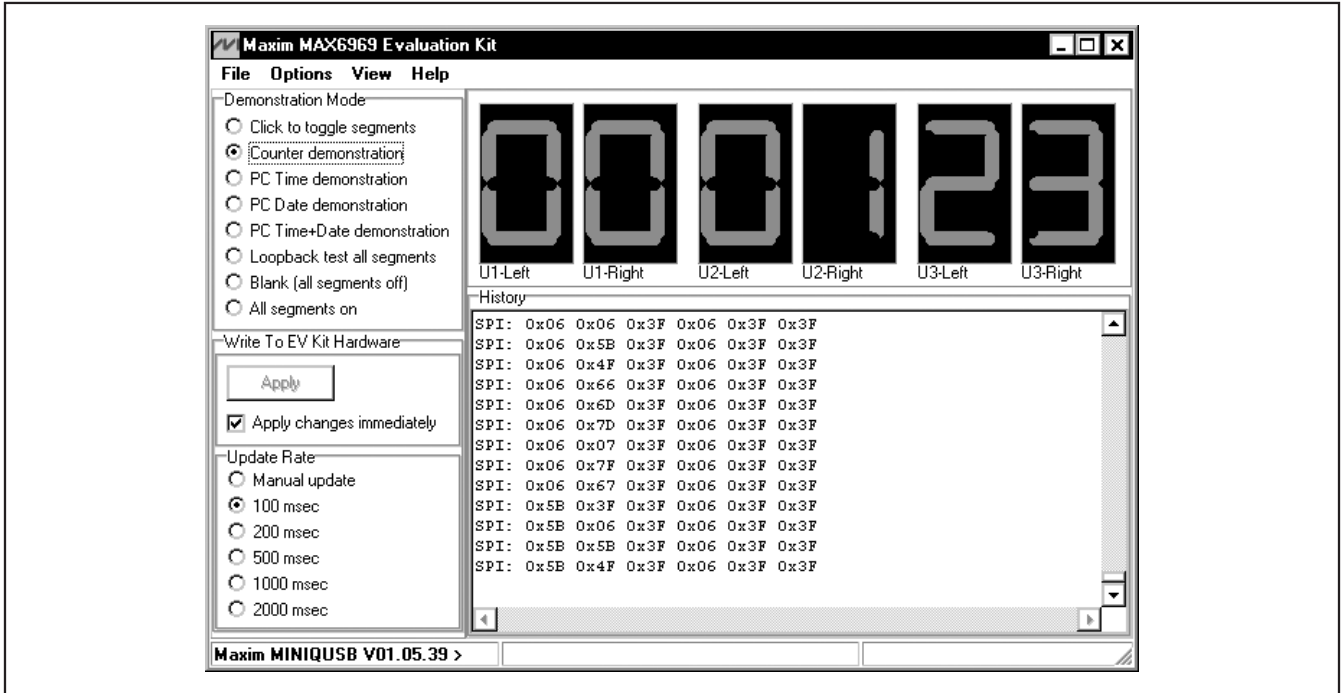 Maxim MAX6969 Evaluation Kit
File Options View Help
Demonstration Mode
Click to toggle segments
Counter demonstration
PC Time demonstration
PC Date demonstration
PC Time+Date demonstration
Loopback test all segments
Blank (all segments off)
All segments on
Write To EV Kit Hardware
Apply
Apply changes immediately
Update Rate
Manual update
100 msec
200 msec
500 msec
1000 msec
2000 msec
000123
U1-Left U1-Right U2-Left U2-Right U3-Left U3-Right
History
SPI: 0x06 0x06 0x3F 0x06 0x3F 0x3F
SPI: 0x06 0x5B 0x3F 0x06 0x3F 0x3F
SPI: 0x06 0x4F 0x3F 0x06 0x3F 0x3F
SPI: 0x06 0x66 0x3F 0x06 0x3F 0x3F
SPI: 0x06 0x6D 0x3F 0x06 0x3F 0x3F
SPI: 0x06 0x7D 0x3F 0x06 0x3F 0x3F
SPI: 0x06 0x07 0x3F 0x06 0x3F 0x3F
SPI: 0x06 0x7F 0x3F 0x06 0x3F 0x3F
SPI: 0x06 0x67 0x3F 0x06 0x3F 0x3F
SPI: 0x5B 0x3F 0x3F 0x06 0x3F 0x3F
SPI: 0x5B 0x06 0x3F 0x06 0x3F 0x3F
SPI: 0x5B 0x5B 0x3F 0x06 0x3F 0x3F
SPI: 0x5B 0x4F 0x3F 0x06 0x3F 0x3F
Maxim MINIQUSB V01.05.39 >